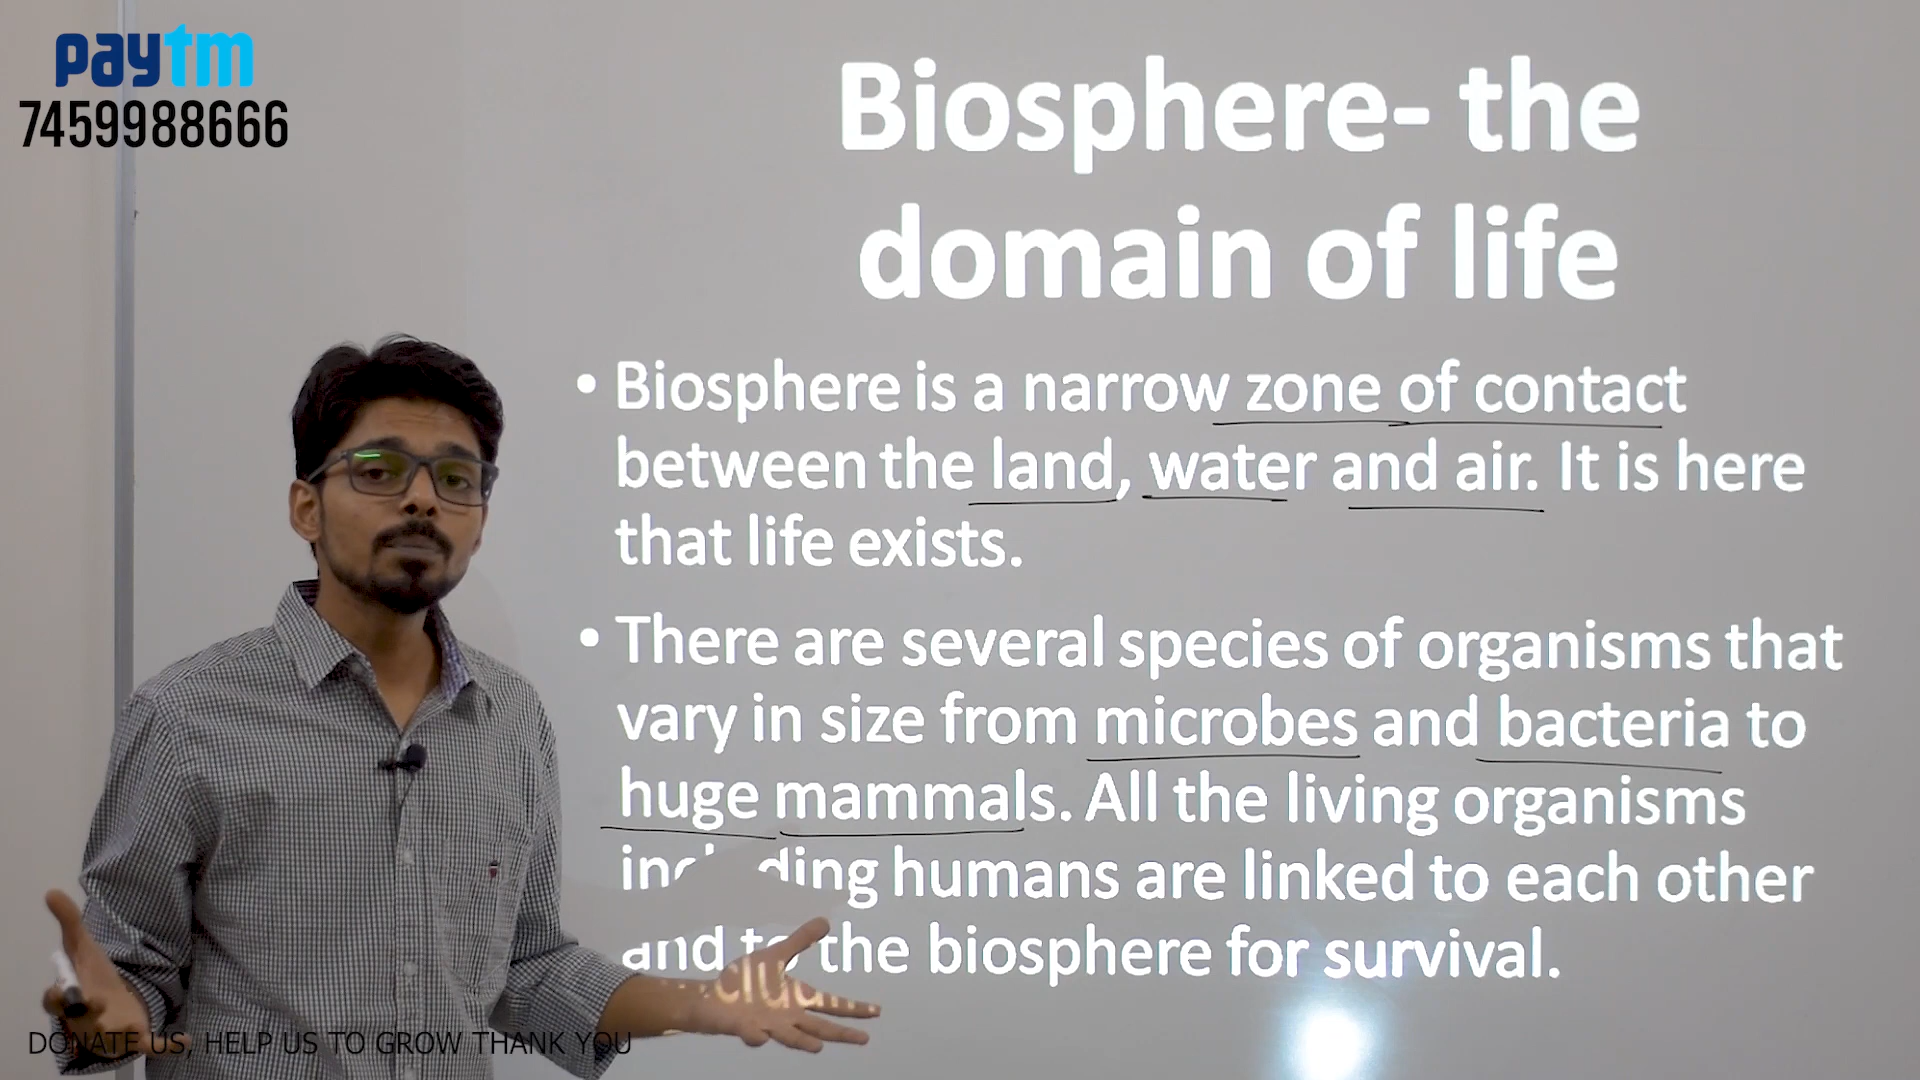 paytm
7459988666
Biosphere- the
domain of life
• Biosphere is a narrow zone of contact
between the land, water and air. It is here
that life exists.
• There are several species of organisms that
vary in size from microbes and bacteria to
huge mammals. All the living organisms
including humans are linked to each other
and to the biosphere for survival.
DONATE US, HELP US TO GROW THANK YOU